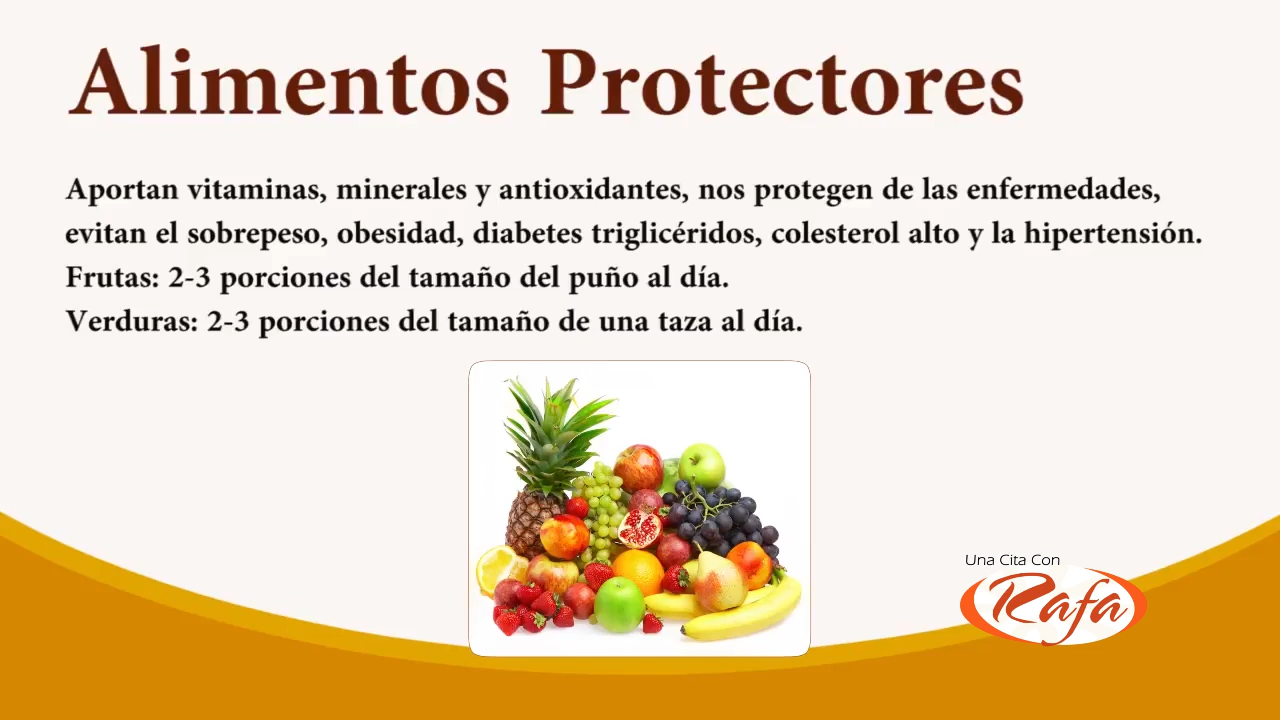 Alimentos Protectores
Aportan vitaminas, minerales y antioxidantes, nos protegen de las enfermedades,
evitan el sobrepeso, obesidad, diabetes triglicéridos, colesterol alto y la hipertensión.
Frutas: 2-3 porciones del tamaño del puño al día.
Verduras: 2-3 porciones del tamaño de una taza al día.
Una Cita Con
Rafa